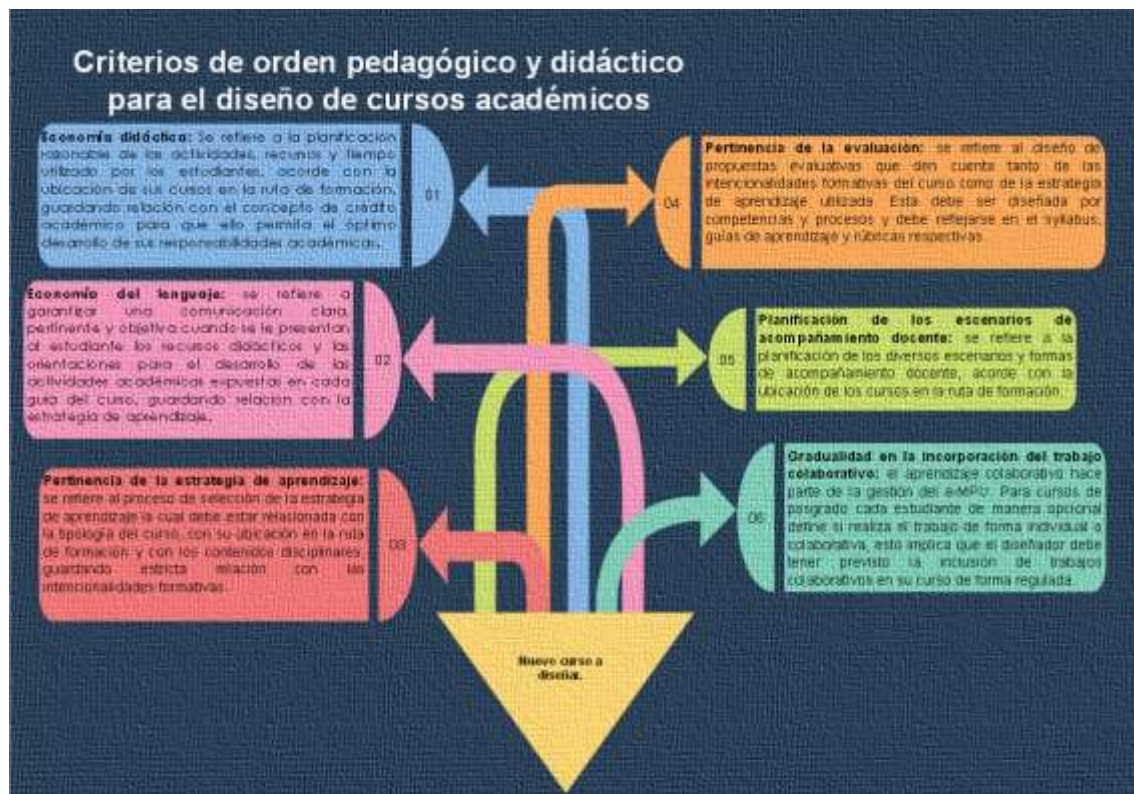 Criterios de orden pedagógico y didáctico
para el diseño de cursos académicos
Economía didáctica: Se refiere a la planificación
razonable de las actividades, recursos y tiempo
utilizado por los estudiantes, acorde con la
ubicación de sus cursos en la ruta de formación,
guardando relación con el concepto de crédito
académico para que ello permita el óptimo
desarrollo de sus responsabilidades académicas.
01
Economía del lenguaje: se refiere a
garantizar una comunicación clara,
pertinente y objetiva cuando se le presentan
al estudiante los recursos didácticos y las
orientaciones para el desarrollo de las
actividades académicas expuestas en cada
guía del curso, guardando relación con la
estrategia de aprendizaje.
02
Pertinencia de la estrategia de aprendizaje:
se refiere al proceso de selección de la estrategia
de aprendizaje la cual debe estar relacionada con
la tipología del curso, con su ubicación en la ruta
de formación y con los contenidos disciplinares,
guardando estricta relación con las
intencionalidades formativas.
03
Pertinencia de la evaluación: se refiere al diseño de
propuestas evaluativas que den cuenta tanto de las
intencionalidades formativas del curso como de la estrategia
de aprendizaje utilizada. Esta debe ser diseñada por
competencias y procesos y debe reflejarse en el syllabus,
guías de aprendizaje y rúbricas respectivas.
04
Planificación de los escenarios de
acompañamiento docente: se refiere a la
planificación de los diversos escenarios y formas
de acompañamiento docente, acorde con la
ubicación de los cursos en la ruta de formación.
05
Gradualidad en la incorporación del trabajo
colaborativo: el aprendizaje colaborativo hace
parte de la gestión del e-MPU. Para cursos de
posgrado cada estudiante de manera opcional
define si realiza el trabajo de forma individual o
colaborativa, esto implica que el diseñador debe
tener previsto la inclusión de trabajos
colaborativos en su curso de forma regulada.
06
Nuevo curso a
diseñar.